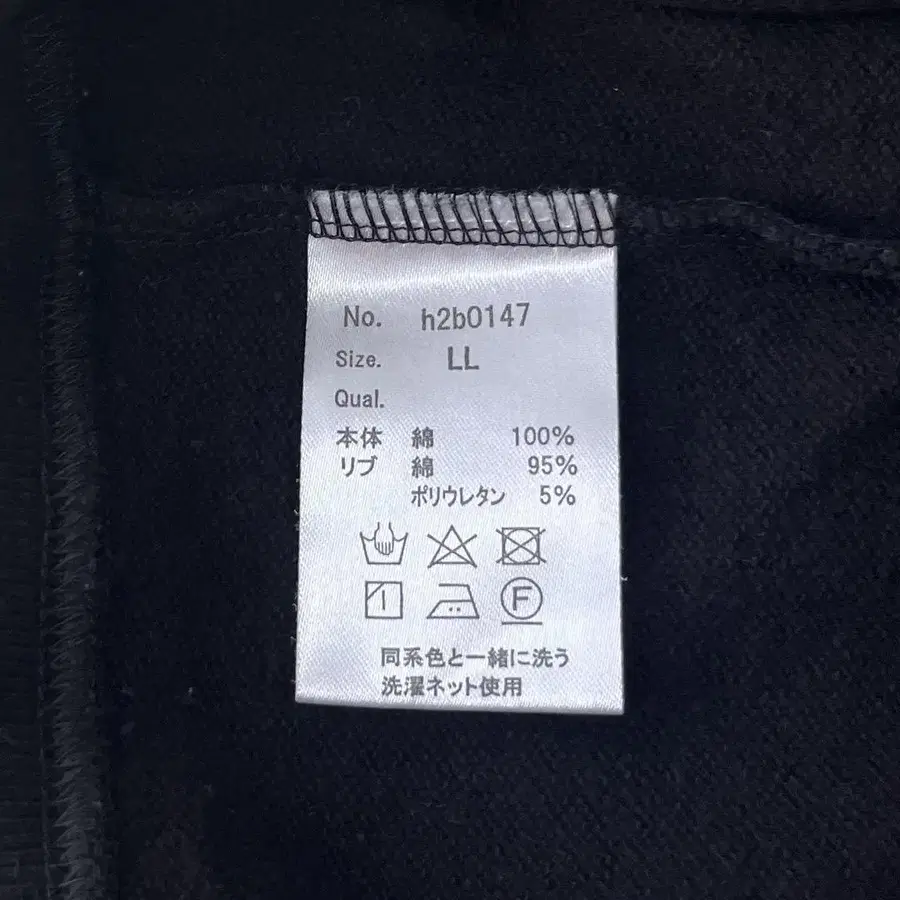 No. h2b0147
Size. LL
Qual.
本体 綿 100%
リブ 綿 95%
ポリウレタン 5%
F
同系色と一緒に洗う
洗濯ネット使用